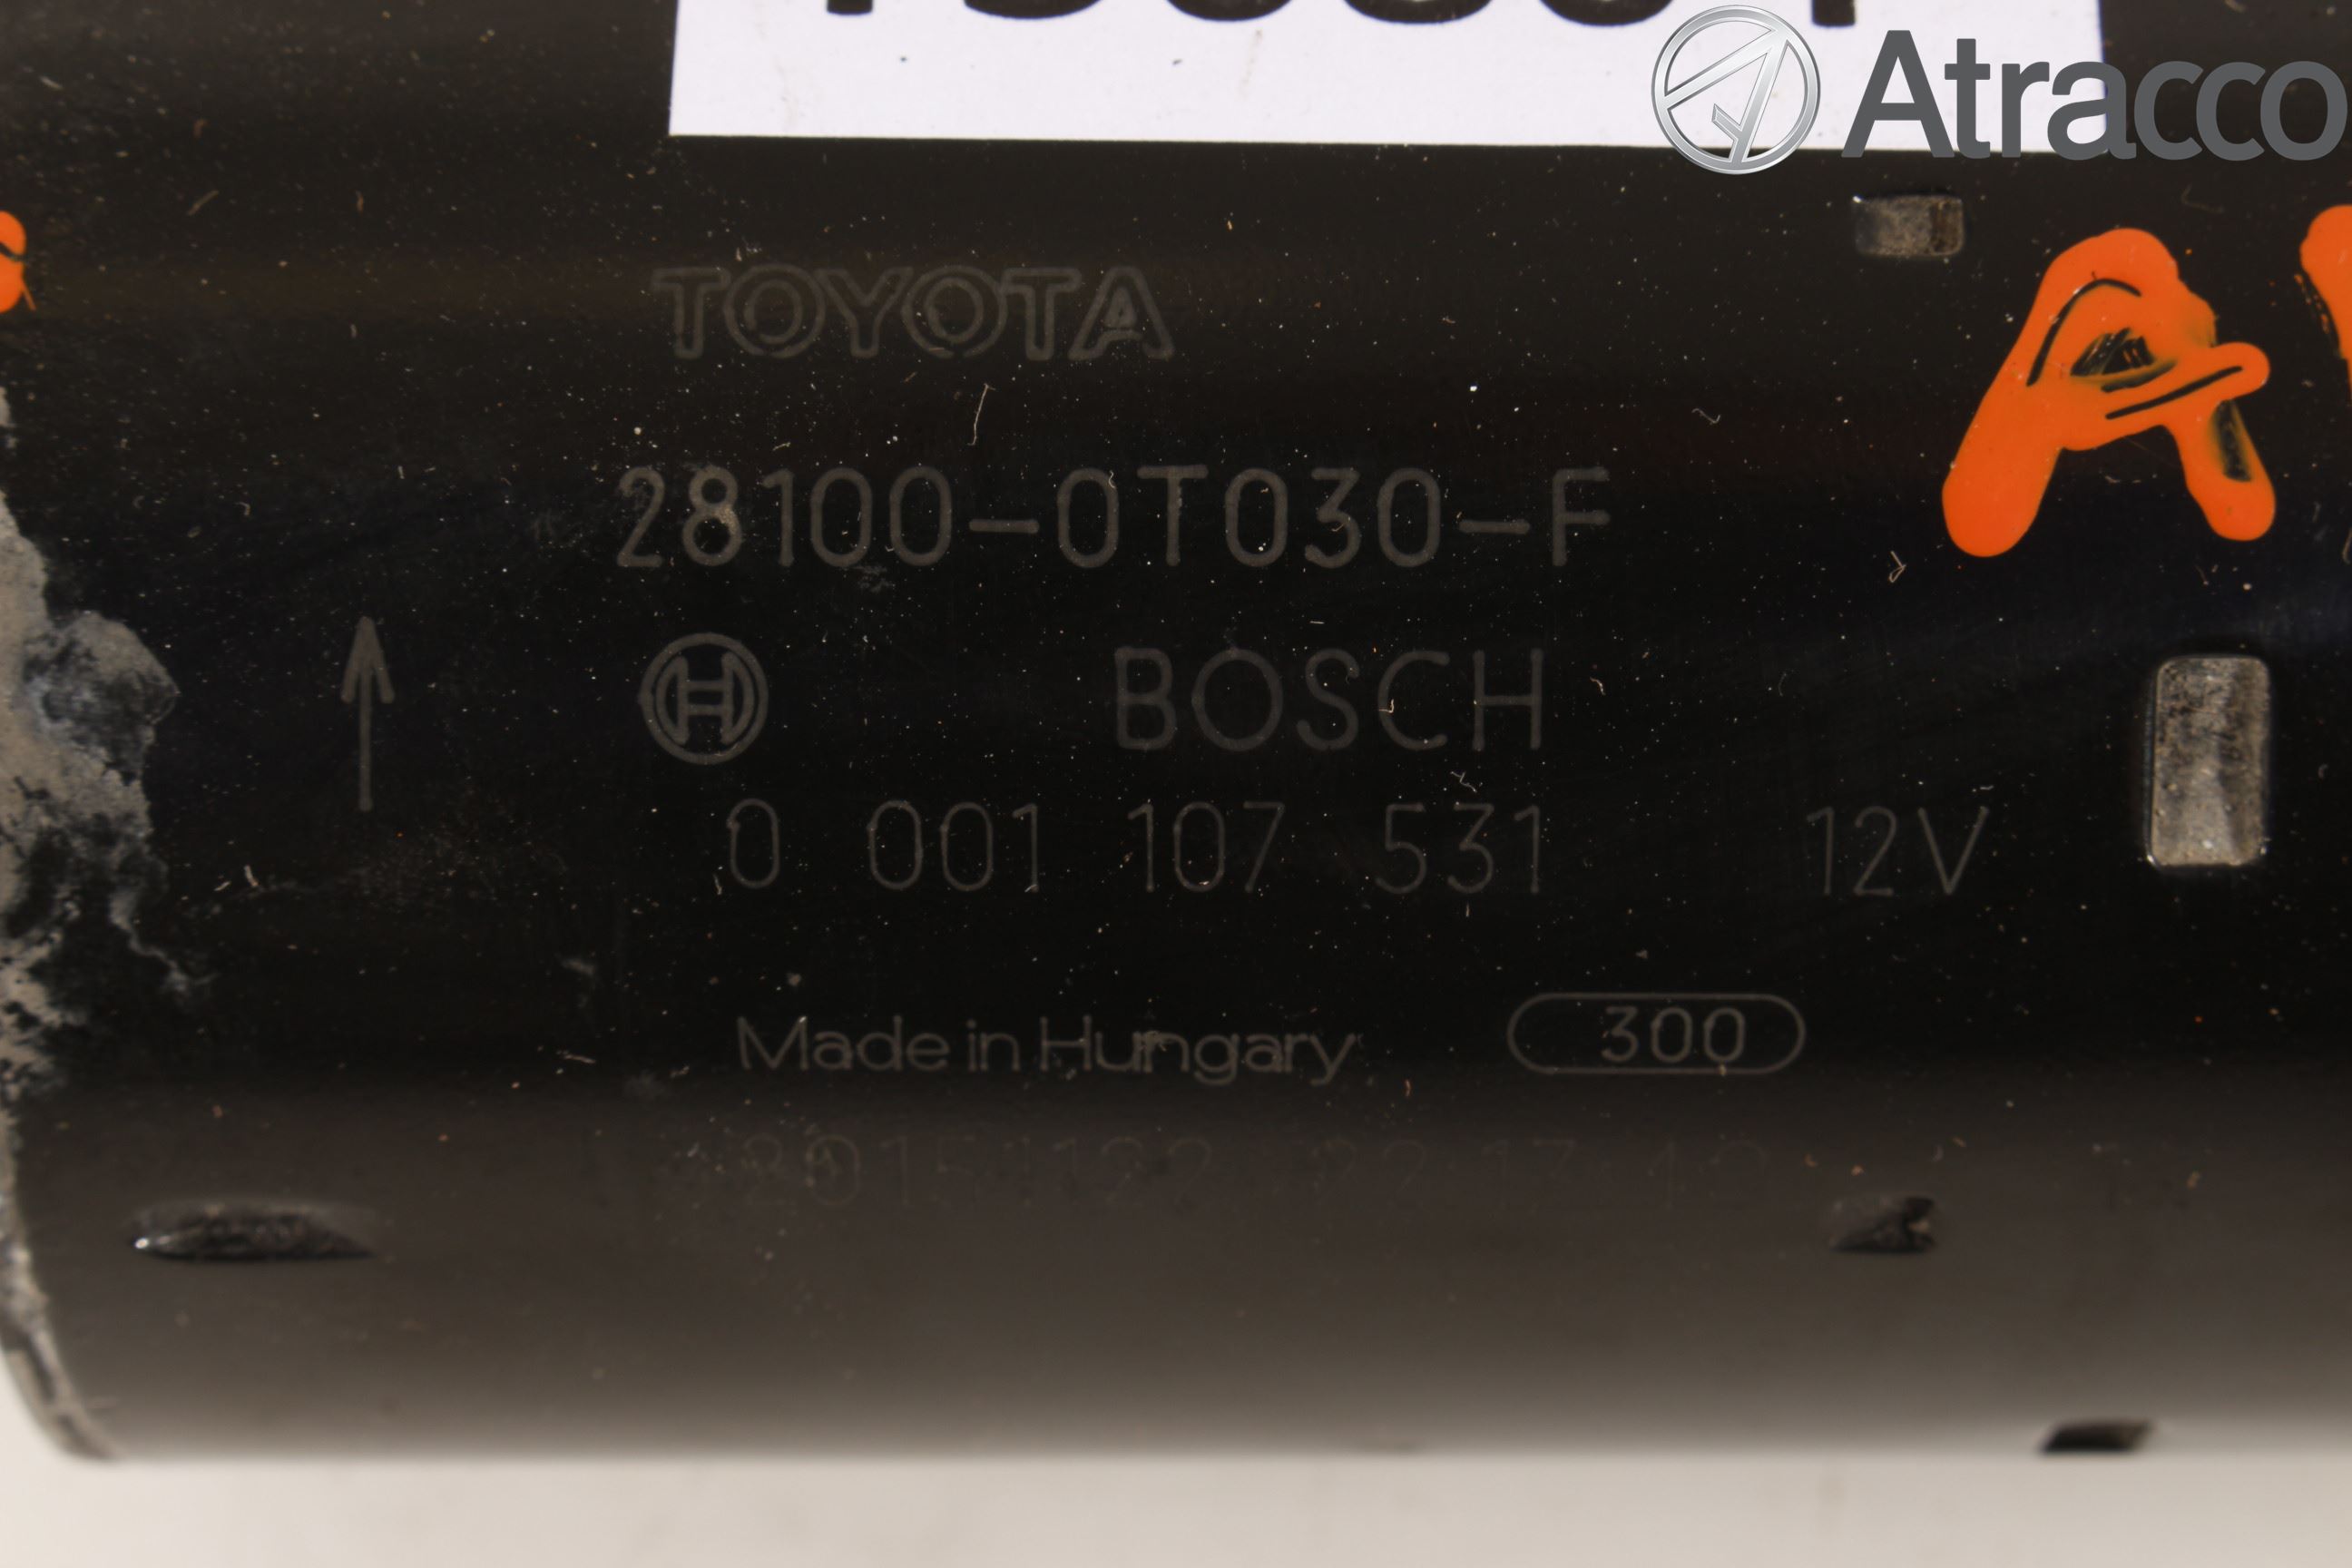 Atracco
TOYOTA
28100-0T030-F
BOSCH
0 001 107 531 12V
Made in Hungary 300